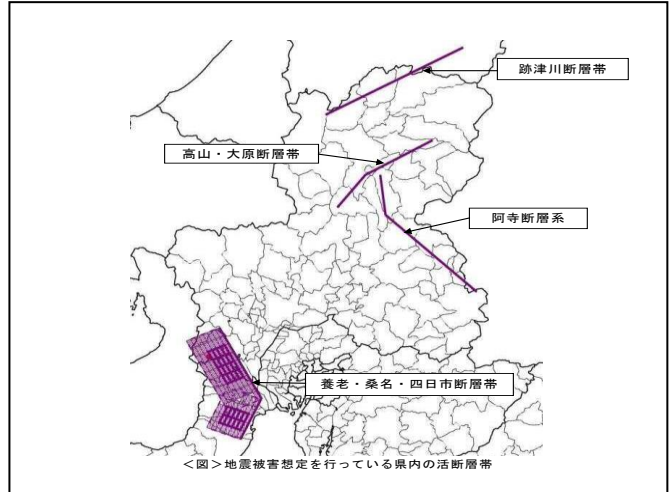 跡津川断層帯
高山・大原断層帯
阿寺断層系
養老・桑名・四日市断層帯
<図>地震被害想定を行っている県内の活断層帯